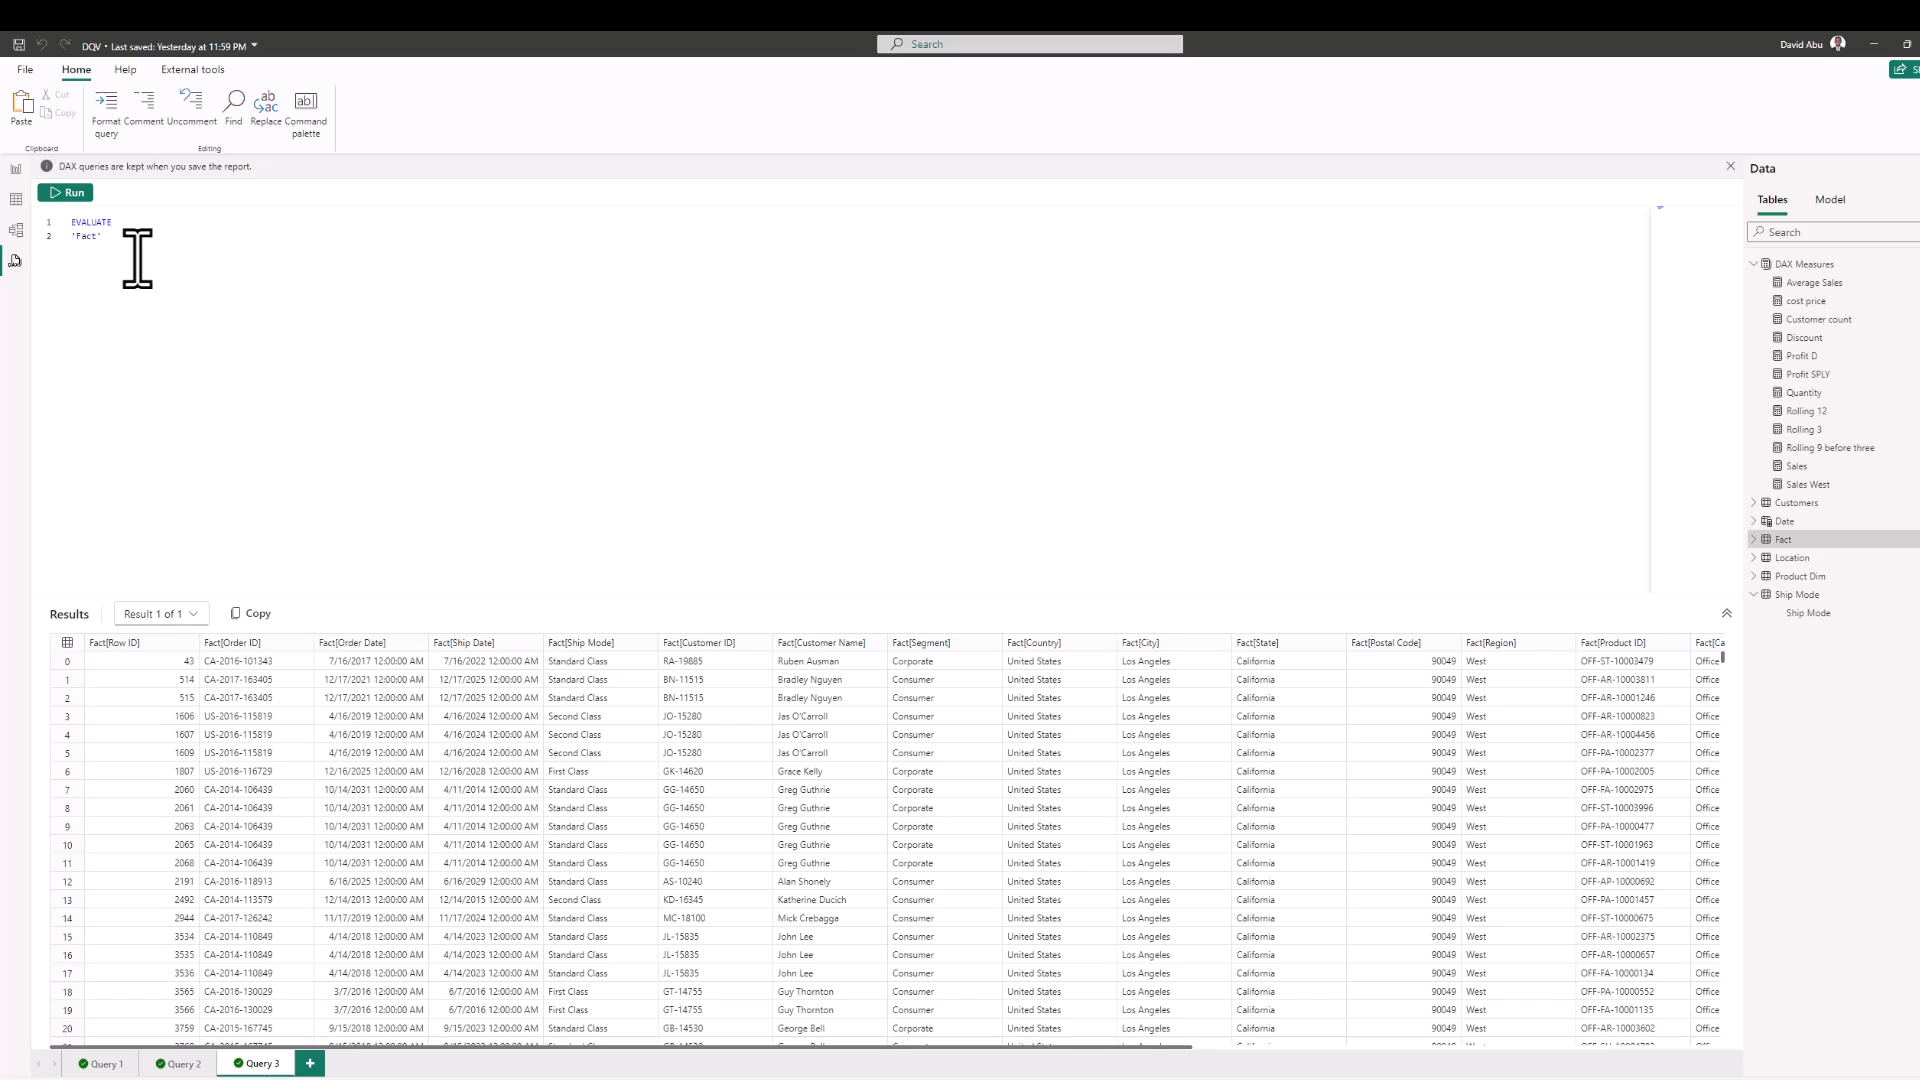 DQV • Last saved: Yesterday at 11:59 PM
Search
David Abu
File Home Help External tools
Paste
Cut
Copy
Format query
Comment
Uncomment
Find
Replace
Command palette
Clipboard
Editing
DAX queries are kept when you save the report.
Run
1 EVALUATE
2 'Fact'
Data
Tables Model
Search
DAX Measures
Average Sales
cost price
Customer count
Discount
Profit D
Profit SPLY
Quantity
Rolling 12
Rolling 3
Rolling 9 before three
Sales
Sales West
Customers
Date
Fact
Location
Product Dim
Ship Mode
Ship Mode
Results Result 1 of 1 Copy
Fact[Row ID] Fact[Order ID] Fact[Order Date] Fact[Ship Date] Fact[Ship Mode] Fact[Customer ID] Fact[Customer Name] Fact[Segment] Fact[Country] Fact[City] Fact[State] Fact[Postal Code] Fact[Region] Fact[Product ID] Fact[Ca
0 43 CA-2016-101343 7/16/2017 12:00:00 AM 7/16/2022 12:00:00 AM Standard Class RA-19885 Ruben Ausman Corporate United States Los Angeles California 90049 West OFF-ST-10003479 Office
1 514 CA-2017-163405 12/17/2021 12:00:00 AM 12/17/2025 12:00:00 AM Standard Class BN-11515 Bradley Nguyen Consumer United States Los Angeles California 90049 West OFF-AR-10003811 Office
2 515 CA-2017-163405 12/17/2021 12:00:00 AM 12/17/2025 12:00:00 AM Standard Class BN-11515 Bradley Nguyen Consumer United States Los Angeles California 90049 West OFF-AR-10001246 Office
3 1606 US-2016-115819 4/16/2019 12:00:00 AM 4/16/2024 12:00:00 AM Second Class JO-15280 Jas O'Carroll Consumer United States Los Angeles California 90049 West OFF-AR-10000823 Office
4 1607 US-2016-115819 4/16/2019 12:00:00 AM 4/16/2024 12:00:00 AM Second Class JO-15280 Jas O'Carroll Consumer United States Los Angeles California 90049 West OFF-AR-10004456 Office
5 1609 US-2016-115819 4/16/2019 12:00:00 AM 4/16/2024 12:00:00 AM Second Class JO-15280 Jas O'Carroll Consumer United States Los Angeles California 90049 West OFF-PA-10002377 Office
6 1807 US-2016-116729 12/16/2025 12:00:00 AM 12/16/2028 12:00:00 AM First Class GK-14620 Grace Kelly Corporate United States Los Angeles California 90049 West OFF-PA-10002005 Office
7 2060 CA-2014-106439 10/14/2031 12:00:00 AM 4/11/2014 12:00:00 AM Standard Class GG-14650 Greg Guthrie Corporate United States Los Angeles California 90049 West OFF-FA-10002975 Office
8 2061 CA-2014-106439 10/14/2031 12:00:00 AM 4/11/2014 12:00:00 AM Standard Class GG-14650 Greg Guthrie Corporate United States Los Angeles California 90049 West OFF-ST-10003996 Office
9 2063 CA-2014-106439 10/14/2031 12:00:00 AM 4/11/2014 12:00:00 AM Standard Class GG-14650 Greg Guthrie Corporate United States Los Angeles California 90049 West OFF-PA-10000477 Office
10 2065 CA-2014-106439 10/14/2031 12:00:00 AM 4/11/2014 12:00:00 AM Standard Class GG-14650 Greg Guthrie Corporate United States Los Angeles California 90049 West OFF-ST-10001963 Office
11 2068 CA-2014-106439 10/14/2031 12:00:00 AM 4/11/2014 12:00:00 AM Standard Class GG-14650 Greg Guthrie Corporate United States Los Angeles California 90049 West OFF-AR-10001419 Office
12 2191 CA-2016-118913 6/16/2025 12:00:00 AM 6/16/2029 12:00:00 AM Standard Class AS-10240 Alan Shonely Consumer United States Los Angeles California 90049 West OFF-AP-10000692 Office
13 2492 CA-2014-113579 12/14/2013 12:00:00 AM 12/14/2015 12:00:00 AM Second Class KD-16345 Katherine Ducich Consumer United States Los Angeles California 90049 West OFF-PA-10001457 Office
14 2944 CA-2017-126242 11/17/2019 12:00:00 AM 11/17/2024 12:00:00 AM Standard Class MC-18100 Mick Crebagga Consumer United States Los Angeles California 90049 West OFF-ST-10000675 Office
15 3534 CA-2014-110849 4/14/2018 12:00:00 AM 4/14/2023 12:00:00 AM Standard Class JL-15835 John Lee Consumer United States Los Angeles California 90049 West OFF-AR-10002375 Office
16 3535 CA-2014-110849 4/14/2018 12:00:00 AM 4/14/2023 12:00:00 AM Standard Class JL-15835 John Lee Consumer United States Los Angeles California 90049 West OFF-AR-10000657 Office
17 3536 CA-2014-110849 4/14/2018 12:00:00 AM 4/14/2023 12:00:00 AM Standard Class JL-15835 John Lee Consumer United States Los Angeles California 90049 West OFF-FA-10000134 Office
18 3565 CA-2016-130029 3/7/2016 12:00:00 AM 6/7/2016 12:00:00 AM First Class GT-14755 Guy Thornton Consumer United States Los Angeles California 90049 West OFF-PA-10000552 Office
19 3566 CA-2016-130029 3/7/2016 12:00:00 AM 6/7/2016 12:00:00 AM First Class GT-14755 Guy Thornton Consumer United States Los Angeles California 90049 West OFF-FA-10001135 Office
20 3759 CA-2015-167745 9/15/2018 12:00:00 AM 9/15/2023 12:00:00 AM Standard Class GB-14530 George Bell Corporate United States Los Angeles California 90049 West OFF-AR-10003602 Office
Query 1 Query 2 Query 3